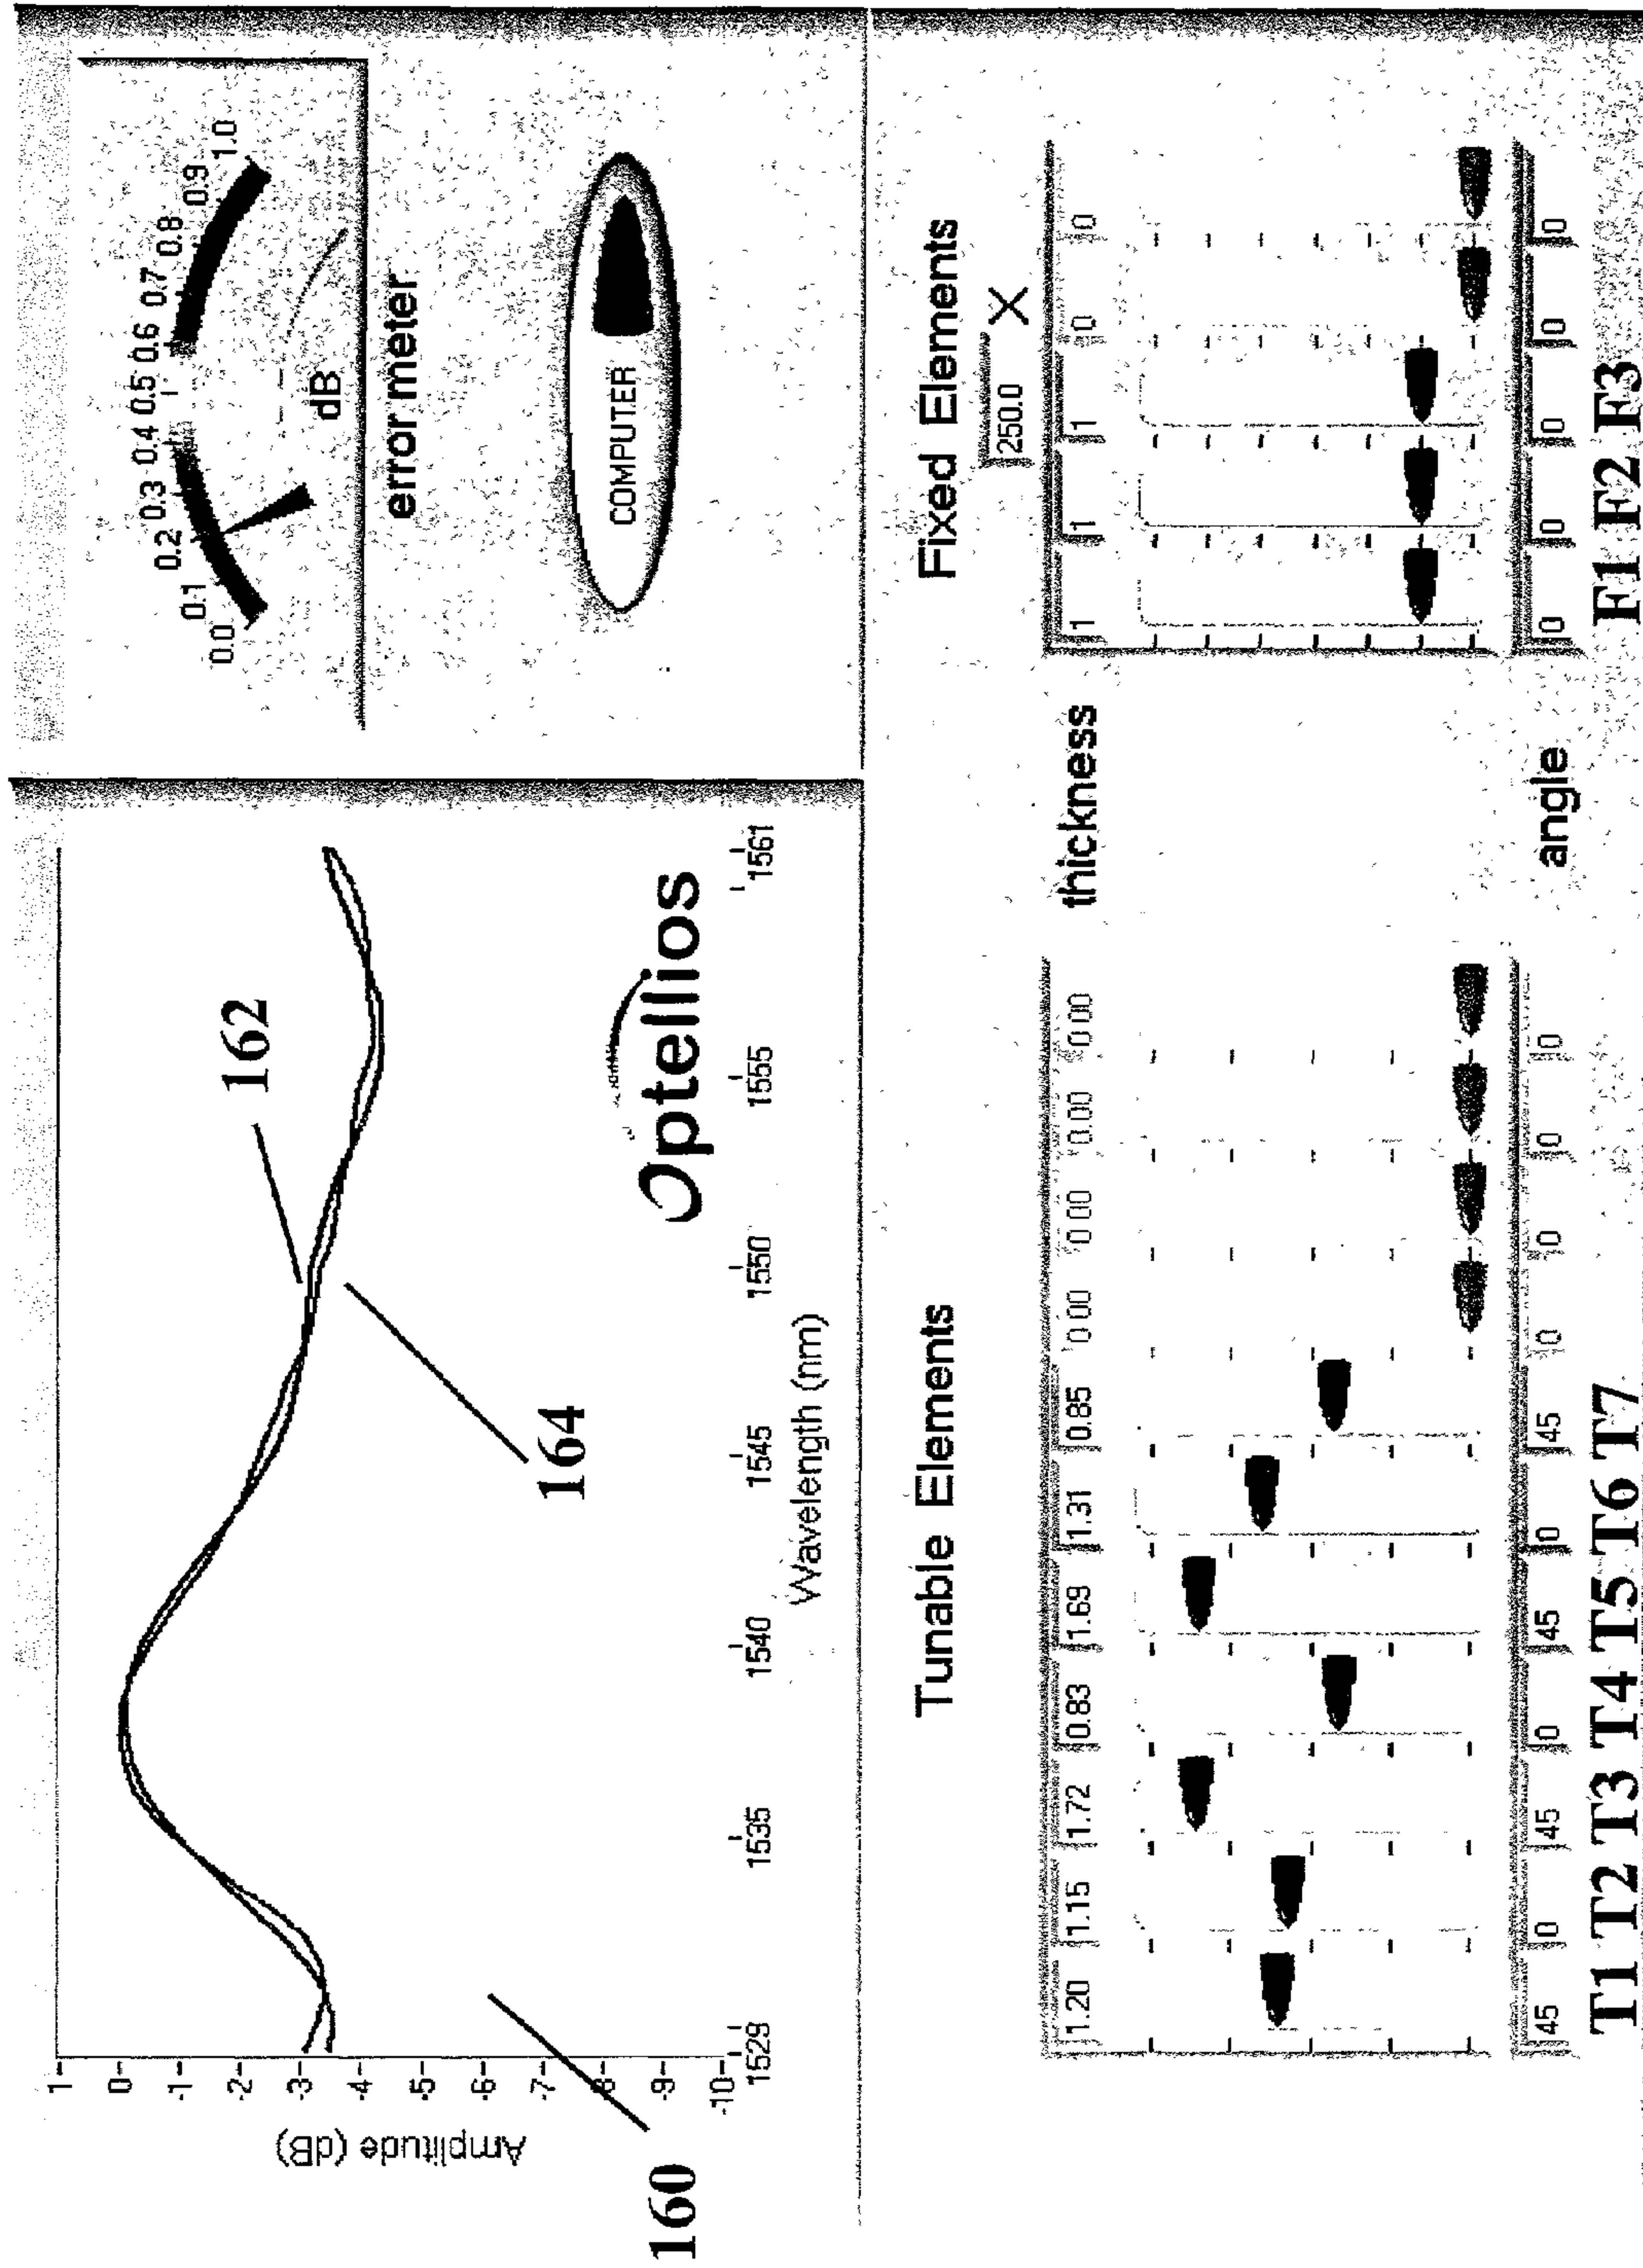 1
0
-1
-2
-3
-4
-5
-6
-7
-8
-9
-10
Amplitude (dB)
1529
1535
1540
1545
1550
1555
1561
Wavelength (nm)
160
162
164
Optellios
0.0 0.1 0.2 0.3 0.4 0.5 0.6 0.7 0.8 0.9 1.0
dB
error meter
COMPUTER
Tunable Elements
1.20 1.15 1.72 0.83 1.69 1.31 0.85 0.00 0.00 0.00 0.00
45 0 45 0 45 0 45 0 0 0 0
T1 T2 T3 T4 T5 T6 T7
thickness
angle
Fixed Elements
250.0 X
1 1 1 0 0
0 0 0 0 0
F1 F2 F3